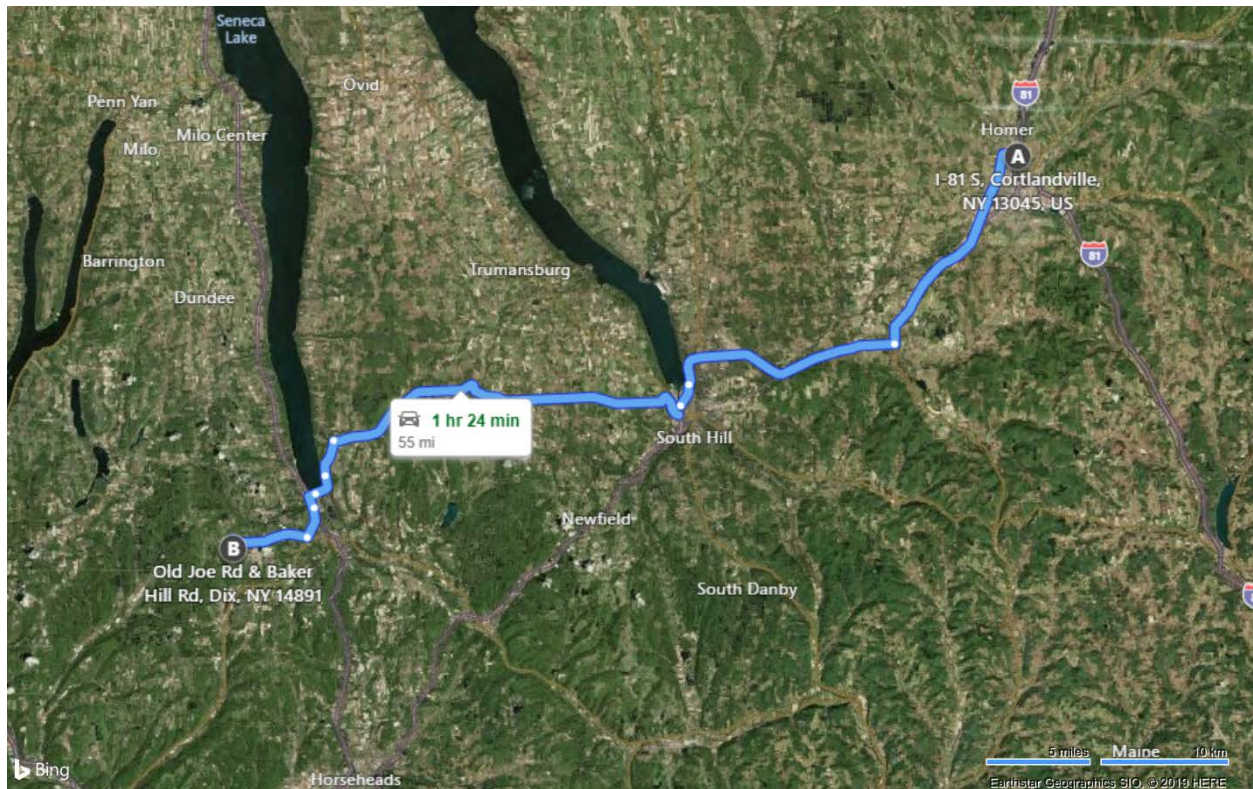 Seneca
Lake
Ovid
Penn Yan
81
Milo Center
Homer
Milo
A
I-81 S, Cortlandville,
NY 13045, US
81
Barrington
Trumansburg
Dundee
1 hr 24 min
55 mi
South Hill
Newfield
B
Old Joe Rd & Baker
Hill Rd, Dix, NY 14891
South Danby
5 miles
Maine
10 km
Bing
Horseheads
Earthstar Geographics SIO, © 2019 HERE